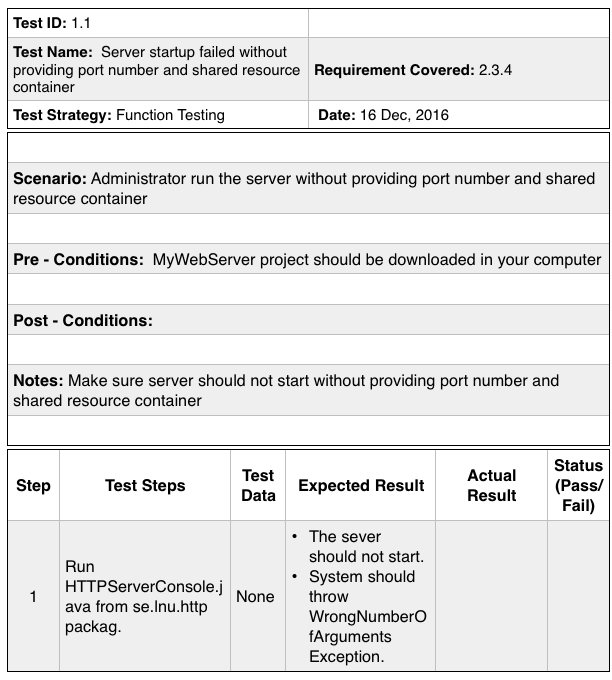 Test ID: 1.1
Test Name: Server startup failed without
providing port number and shared resource
container
Requirement Covered: 2.3.4
Test Strategy: Function Testing
Date: 16 Dec, 2016
Scenario: Administrator run the server without providing port number and shared
resource container
Pre - Conditions: MyWebServer project should be downloaded in your computer
Post - Conditions:
Notes: Make sure server should not start without providing port number and
shared resource container
Step
Test Steps
Test
Data
Expected Result
Actual
Result
Status
(Pass/
Fail)
1
Run
HTTPServerConsole.j
ava from se.lnu.http
packag.
None
• The sever
should not start.
• System should
throw
WrongNumberO
fArguments
Exception.